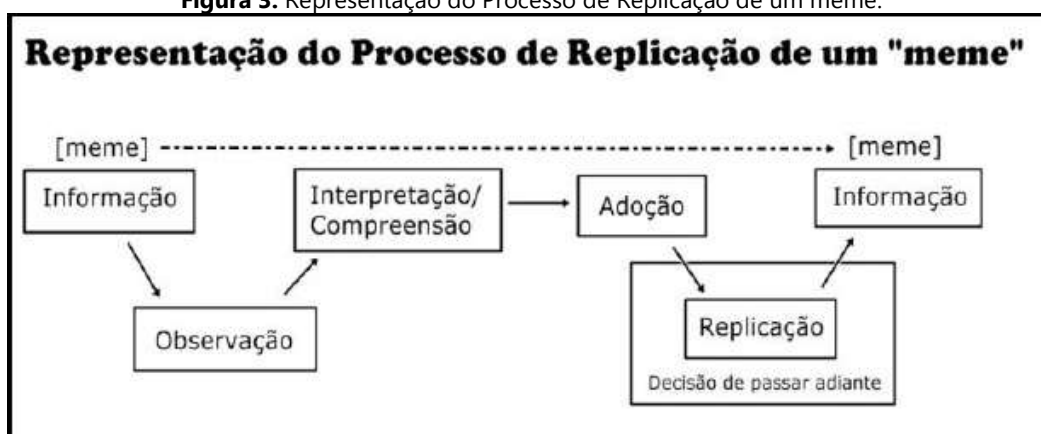 Figura 3. Representação do Processo de Replicação de um meme.
Representação do Processo de Replicação de um "meme"
[meme]
[meme]
Informação
Interpretação/
Compreensão
Adoção
Informação
Observação
Replicação
Decisão de passar adiante